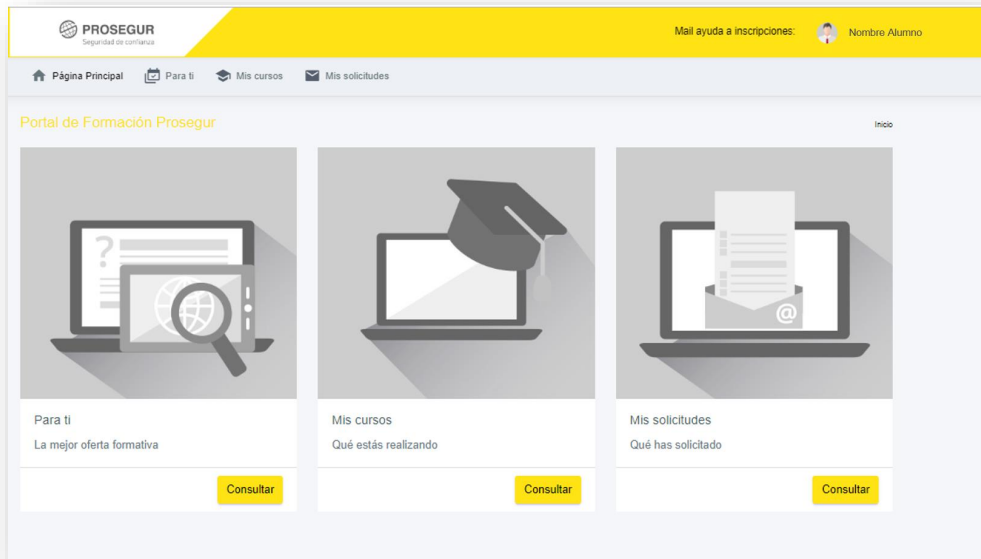 PROSEGUR
Seguridad de confianza
Mail ayuda a inscripciones:
Nombre Alumno
Página Principal
Para ti
Mis cursos
Mis solicitudes
Portal de Formación Prosegur
Inicio
?
@
Para ti
La mejor oferta formativa
Consultar
Mis cursos
Qué estás realizando
Consultar
Mis solicitudes
Qué has solicitado
Consultar